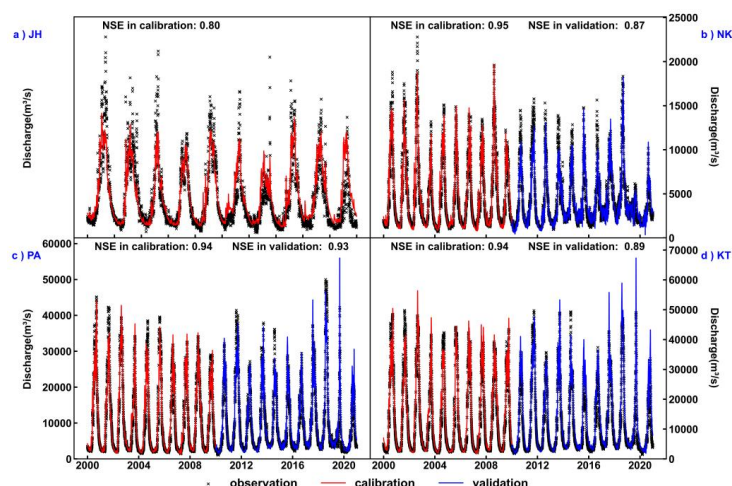 NSE in calibration: 0.80
NSE in calibration: 0.95 NSE in validation: 0.87
25000
a ) JH
b ) NK
20000
15000
10000
5000
0
Discharge(m³/s)
Discharge(m³/s)
NSE in calibration: 0.94 NSE in validation: 0.93
NSE in calibration: 0.94 NSE in validation: 0.89
c ) PA
d ) KT
60000
50000
40000
30000
20000
10000
0
70000
60000
50000
40000
30000
20000
10000
0
Discharge(m³/s)
Discharge(m³/s)
2000 2004 2008 2012 2016 2020
2000 2004 2008 2012 2016 2020
observation calibration validation